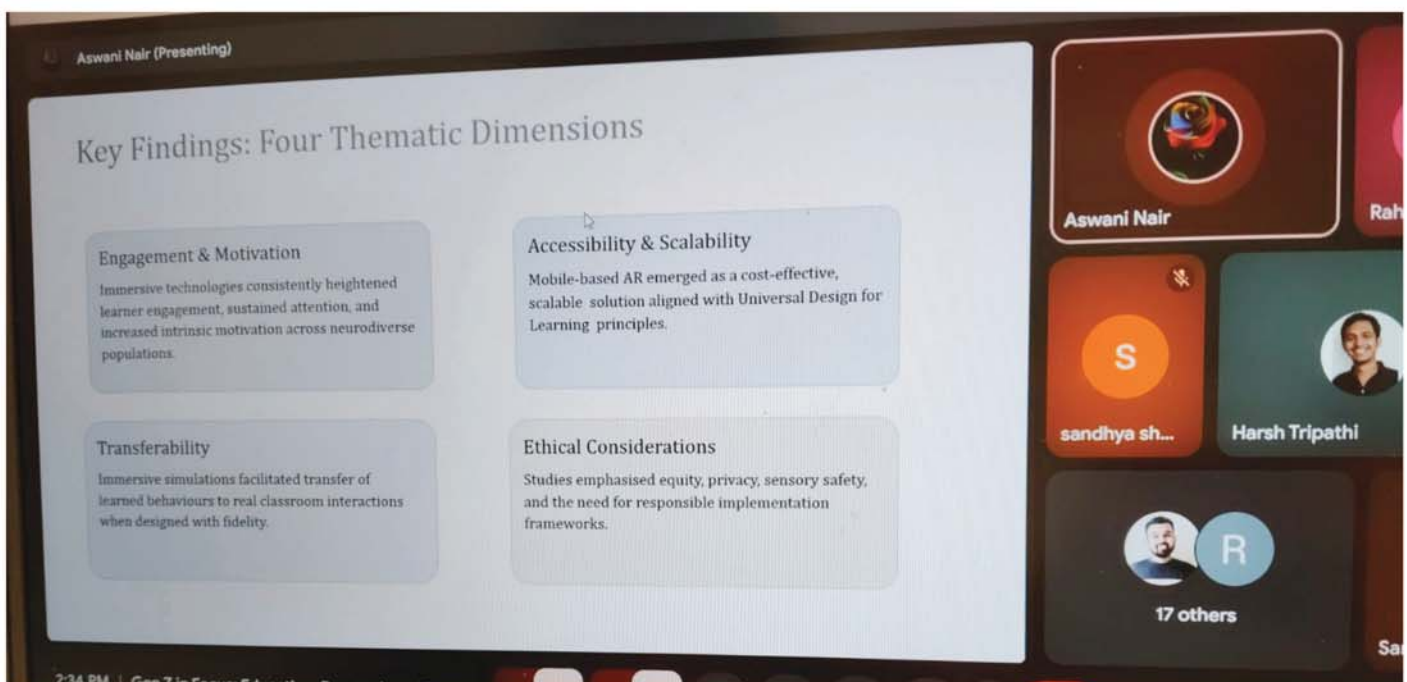 Aswani Nair (Presenting)
Key Findings: Four Thematic Dimensions
Engagement & Motivation
Immersive technologies consistently heightened
learner engagement, sustained attention, and
increased intrinsic motivation across neurodiverse
populations.
Accessibility & Scalability
Mobile-based AR emerged as a cost-effective,
scalable solution aligned with Universal Design for
Learning principles.
Transferability
Immersive simulations facilitated transfer of
learned behaviours to real classroom interactions
when designed with fidelity.
Ethical Considerations
Studies emphasised equity, privacy, sensory safety,
and the need for responsible implementation
frameworks.
Aswani Nair
Rah
S
sandhya sh...
Harsh Tripathi
R
17 others
Sa
2:34 PM